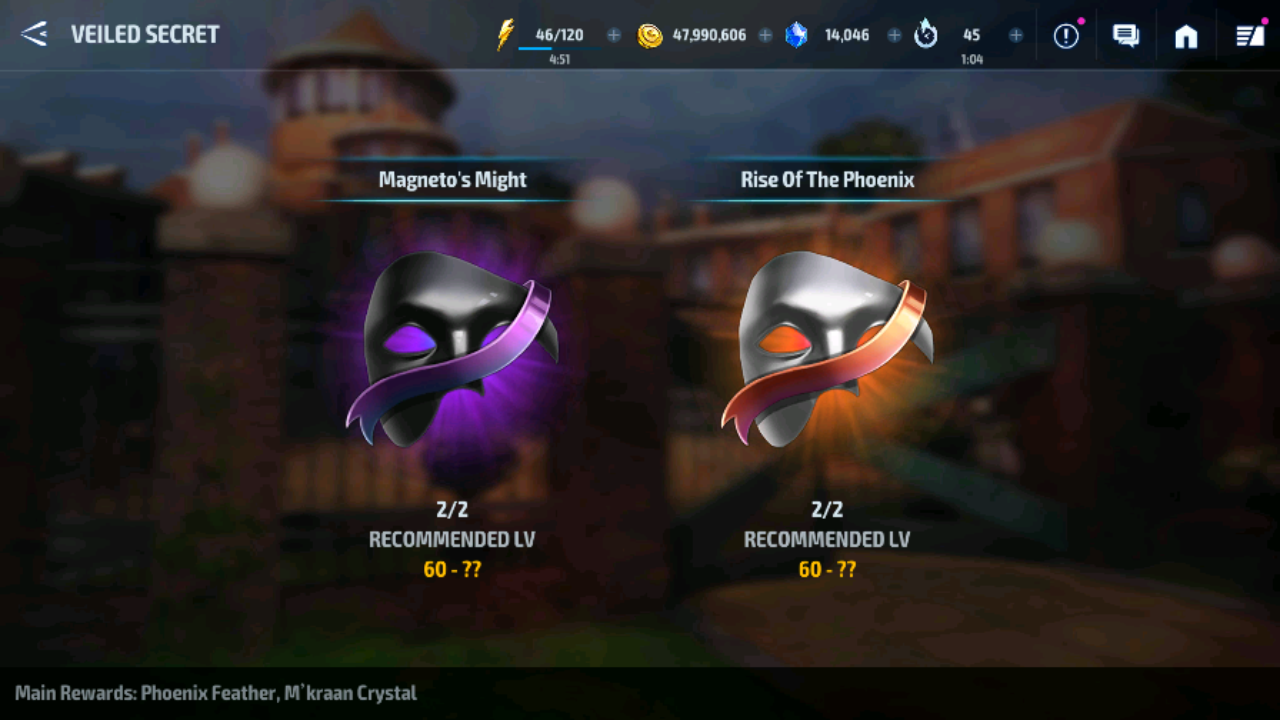 VEILED SECRET
46/120
4:51
47,990,606
14,046
45
1:04
Magneto's Might
Rise Of The Phoenix
2/2
RECOMMENDED LV
60 - ??
2/2
RECOMMENDED LV
60 - ??
Main Rewards: Phoenix Feather, M'kraan Crystal